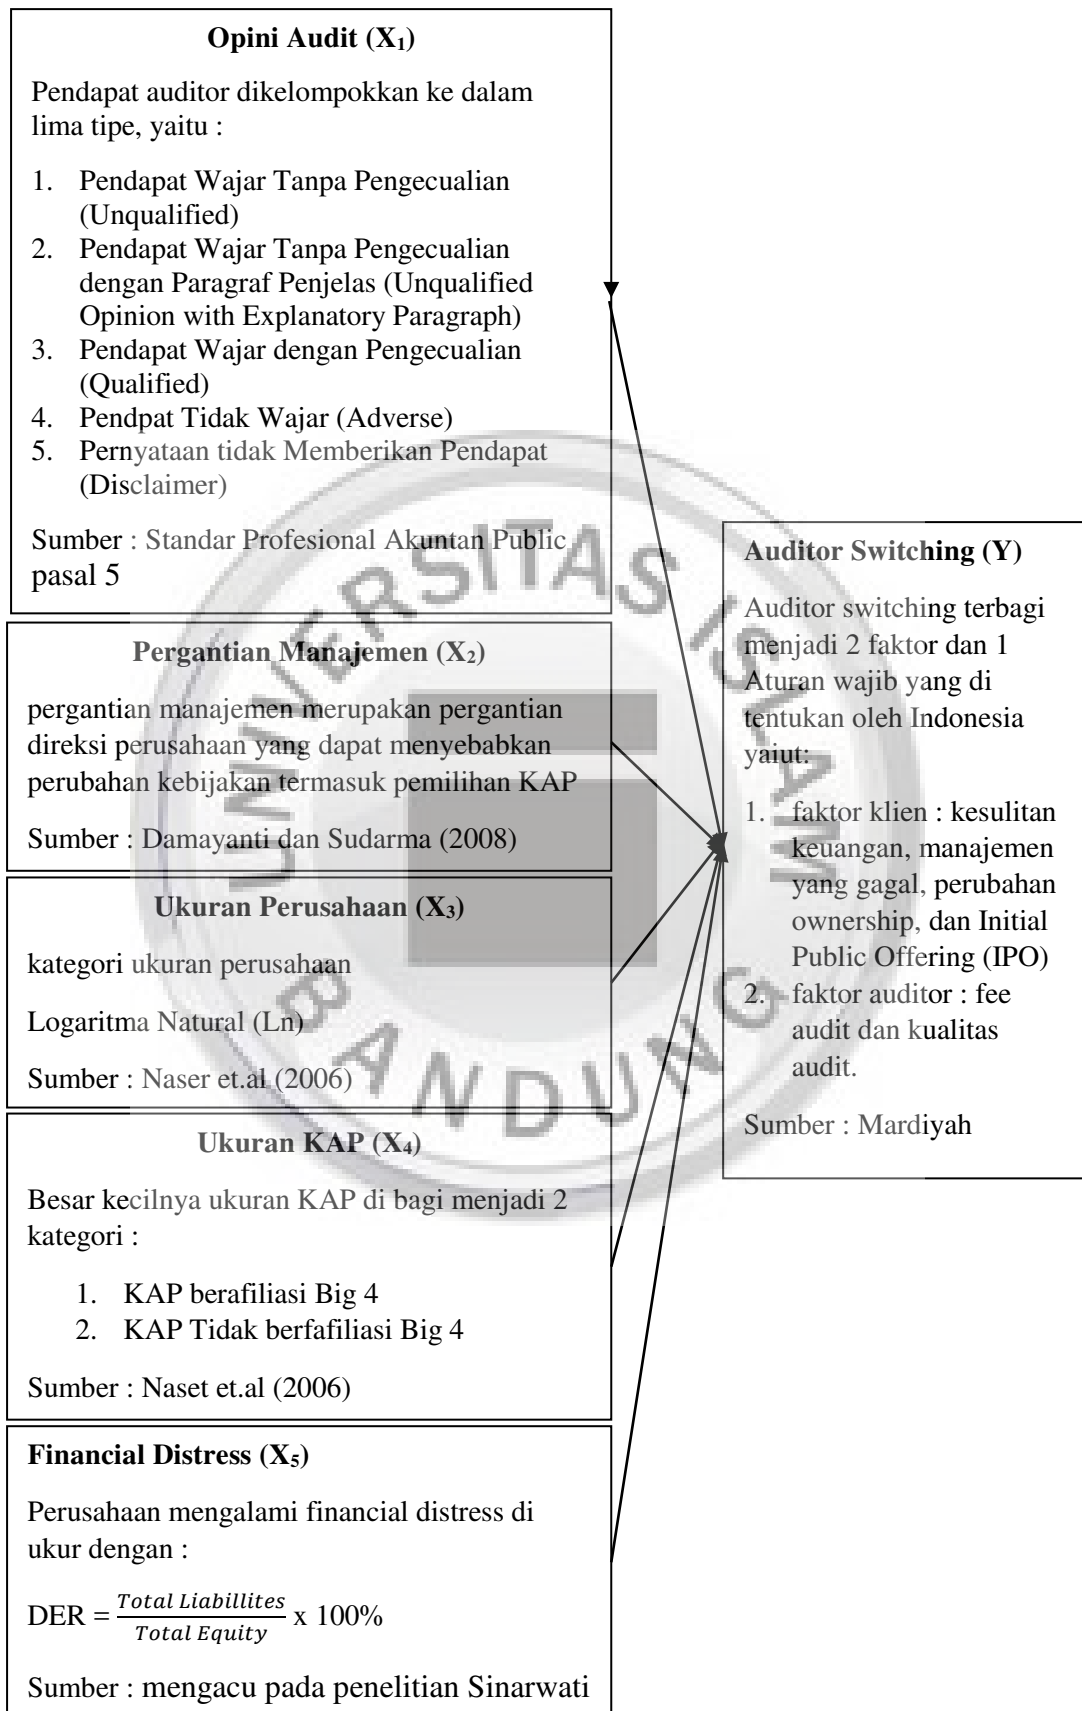 Opini Audit (X₁)
Pendapat auditor dikelompokkan ke dalam
lima tipe, yaitu :
1. Pendapat Wajar Tanpa Pengecualian
(Unqualified)
2. Pendapat Wajar Tanpa Pengecualian
dengan Paragraf Penjelas (Unqualified
Opinion with Explanatory Paragraph)
3. Pendapat Wajar dengan Pengecualian
(Qualified)
4. Pendpat Tidak Wajar (Adverse)
5. Pernyataan tidak Memberikan Pendapat
(Disclaimer)
Sumber : Standar Profesional Akuntan Public
pasal 5
Pergantian Manajemen (X₂)
pergantian manajemen merupakan pergantian
direksi perusahaan yang dapat menyebabkan
perubahan kebijakan termasuk pemilihan KAP
Sumber : Damayanti dan Sudarma (2008)
Ukuran Perusahaan (X₃)
kategori ukuran perusahaan
Logaritma Natural (Ln)
Sumber : Naser et.al (2006)
Ukuran KAP (X₄)
Besar kecilnya ukuran KAP di bagi menjadi 2
kategori :
1. KAP berafiliasi Big 4
2. KAP Tidak berfafiliasi Big 4
Sumber : Naset et.al (2006)
Financial Distress (X₅)
Perusahaan mengalami financial distress di
ukur dengan :
DER = Total Liabillites / Total Equity x 100%
Sumber : mengacu pada penelitian Sinarwati
Auditor Switching (Y)
Auditor switching terbagi
menjadi 2 faktor dan 1
Aturan wajib yang di
tentukan oleh Indonesia
yaiut:
1. faktor klien : kesulitan
keuangan, manajemen
yang gagal, perubahan
ownership, dan Initial
Public Offering (IPO)
2. faktor auditor : fee
audit dan kualitas
audit.
Sumber : Mardiyah
UNIVERSITAS ISLAM
BANDUNG